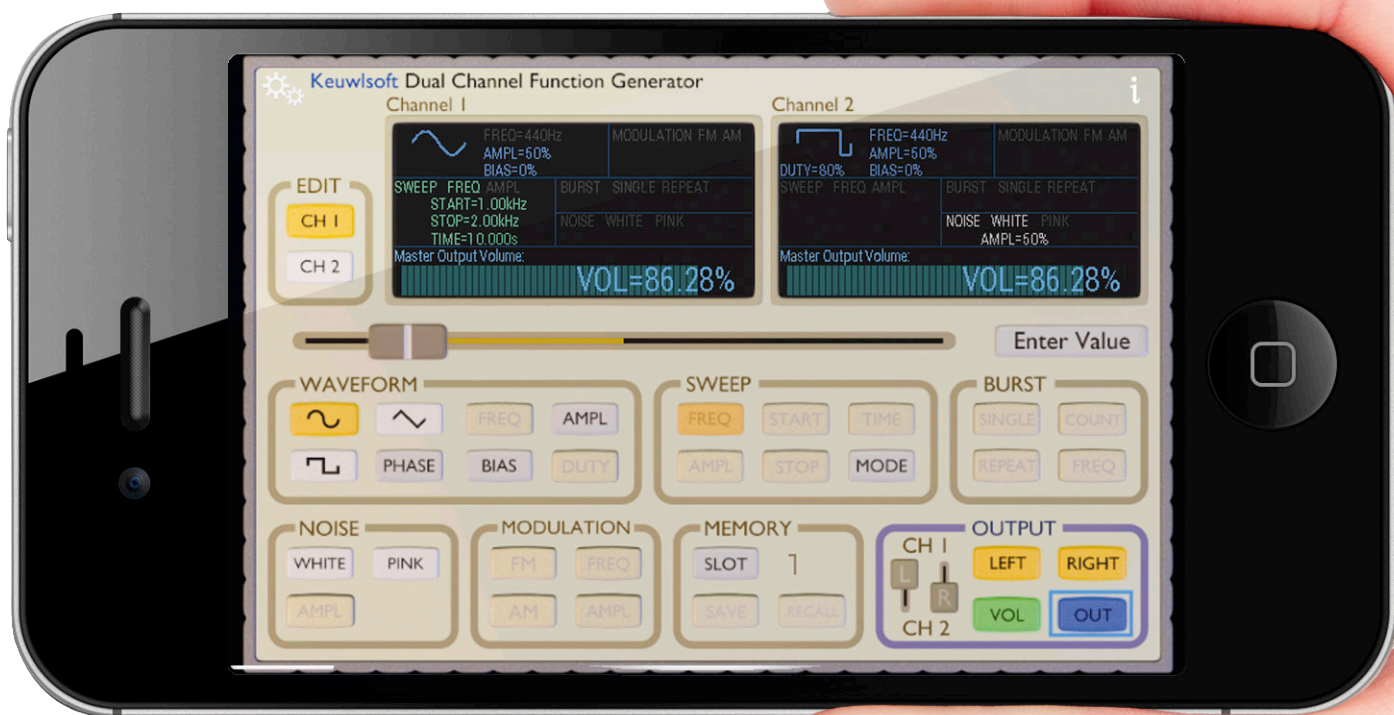 Keuwlsoft Dual Channel Function Generator
i
Channel 1
Channel 2
FREQ=440Hz
AMPL=50%
BIAS=0%
MODULATION FM AM
SWEEP FREQ AMPL
START=1.00kHz
STOP=2.00kHz
TIME=10.000s
BURST SINGLE REPEAT
NOISE WHITE PINK
Master Output Volume:
VOL=86.28%
FREQ=440Hz
AMPL=50%
DUTY=80% BIAS=0%
MODULATION FM AM
SWEEP FREQ AMPL
BURST SINGLE REPEAT
NOISE WHITE PINK
AMPL=50%
Master Output Volume:
VOL=86.28%
EDIT
CH 1
CH 2
Enter Value
WAVEFORM
FREQ AMPL
PHASE BIAS DUTY
SWEEP
FREQ START TIME
AMPL STOP MODE
BURST
SINGLE COUNT
REPEAT FREQ
NOISE
WHITE PINK
AMPL
MODULATION
FM FREQ
AM AMPL
MEMORY
SLOT 1
SAVE RECALL
OUTPUT
CH 1
LEFT RIGHT
L
R
VOL OUT
CH 2